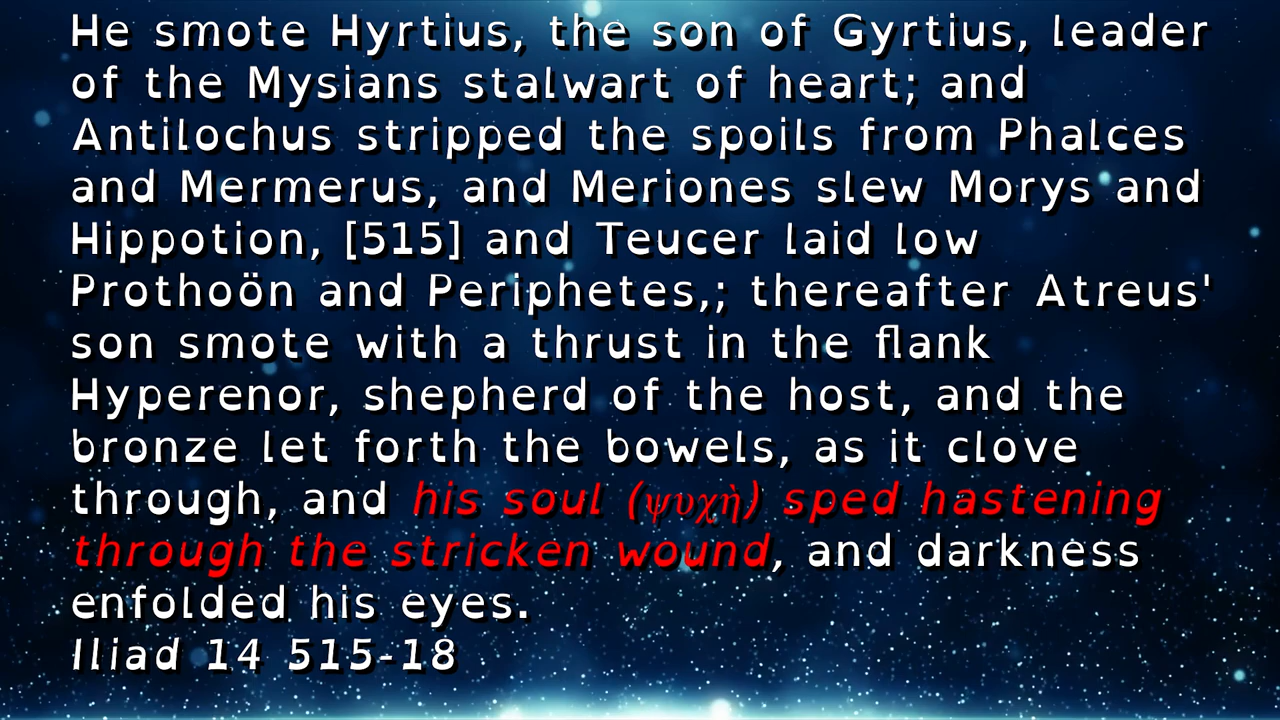 He smote Hyrtius, the son of Gyrtius, leader
of the Mysians stalwart of heart; and
Antilochus stripped the spoils from Phalces
and Mermerus, and Meriones slew Morys and
Hippotion, [515] and Teucer laid low
Prothoön and Periphetes,; thereafter Atreus'
son smote with a thrust in the flank
Hyperenor, shepherd of the host, and the
bronze let forth the bowels, as it clove
through, and his soul (ψυχὴ) sped hastening
through the stricken wound, and darkness
enfolded his eyes.
Iliad 14 515-18